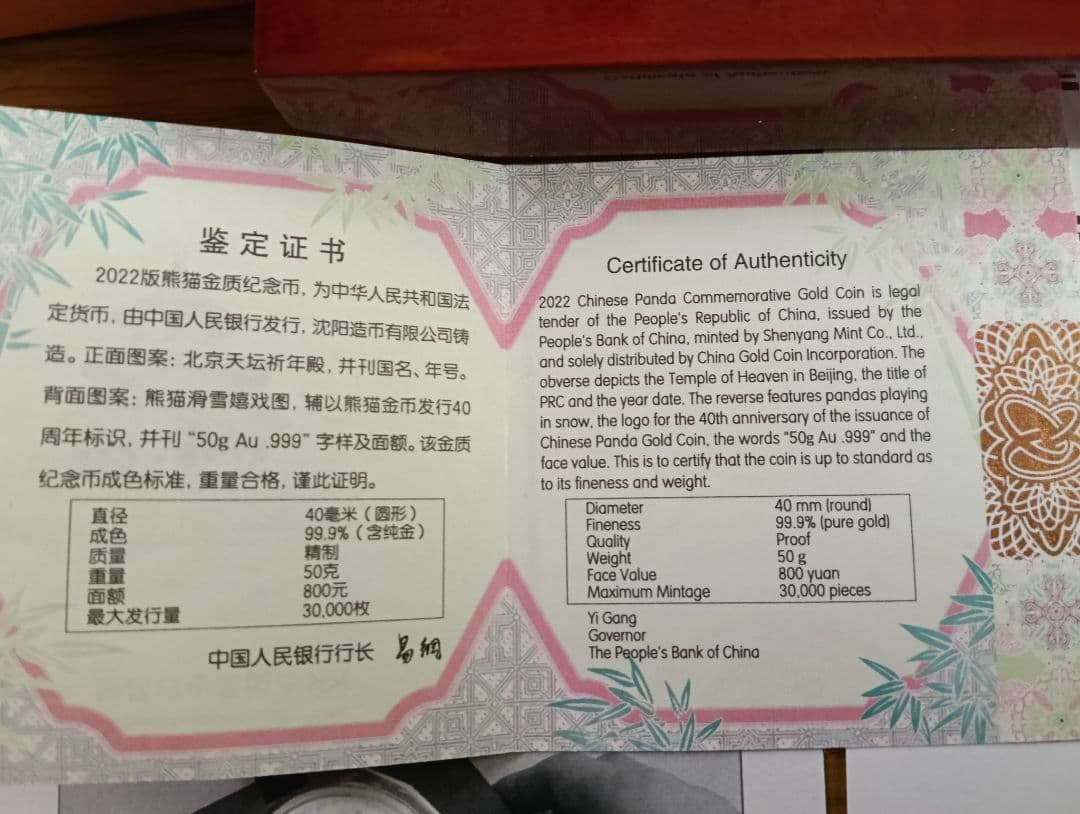 鉴定证书
2022版熊猫金质纪念币，为中华人民共和国法
定货币，由中国人民银行发行，沈阳造币有限公司铸
造。正面图案：北京天坛祈年殿，并刊国名、年号。
背面图案：熊猫滑雪嬉戏图，辅以熊猫金币发行40
周年标识，并刊“50g Au .999”字样及面额。该金质
纪念币成色标准，重量合格，谨此证明。
直径 40毫米（圆形）
成色 99.9%（含纯金）
质量 精制
重量 50克
面额 800元
最大发行量 30,000枚
中国人民银行行长 易纲
Certificate of Authenticity
2022 Chinese Panda Commemorative Gold Coin is legal
tender of the People's Republic of China, issued by the
People's Bank of China, minted by Shenyang Mint Co., Ltd.,
and solely distributed by China Gold Coin Incorporation. The
obverse depicts the Temple of Heaven in Beijing, the title of
PRC and the year date. The reverse features pandas playing
in snow, the logo for the 40th anniversary of the issuance of
Chinese Panda Gold Coin, the words "50g Au .999" and the
face value. This is to certify that the coin is up to standard as
to its fineness and weight.
Diameter 40 mm (round)
Fineness 99.9% (pure gold)
Quality Proof
Weight 50 g
Face Value 800 yuan
Maximum Mintage 30,000 pieces
Yi Gang
Governor
The People's Bank of China